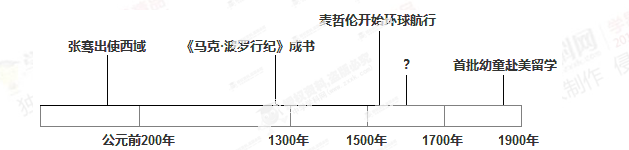 麦哲伦开始环球航行
张骞出使西域
《马克·波罗行纪》成书
?
首批幼童赴美留学
公元前200年
1300年
1500年
1700年
1900年